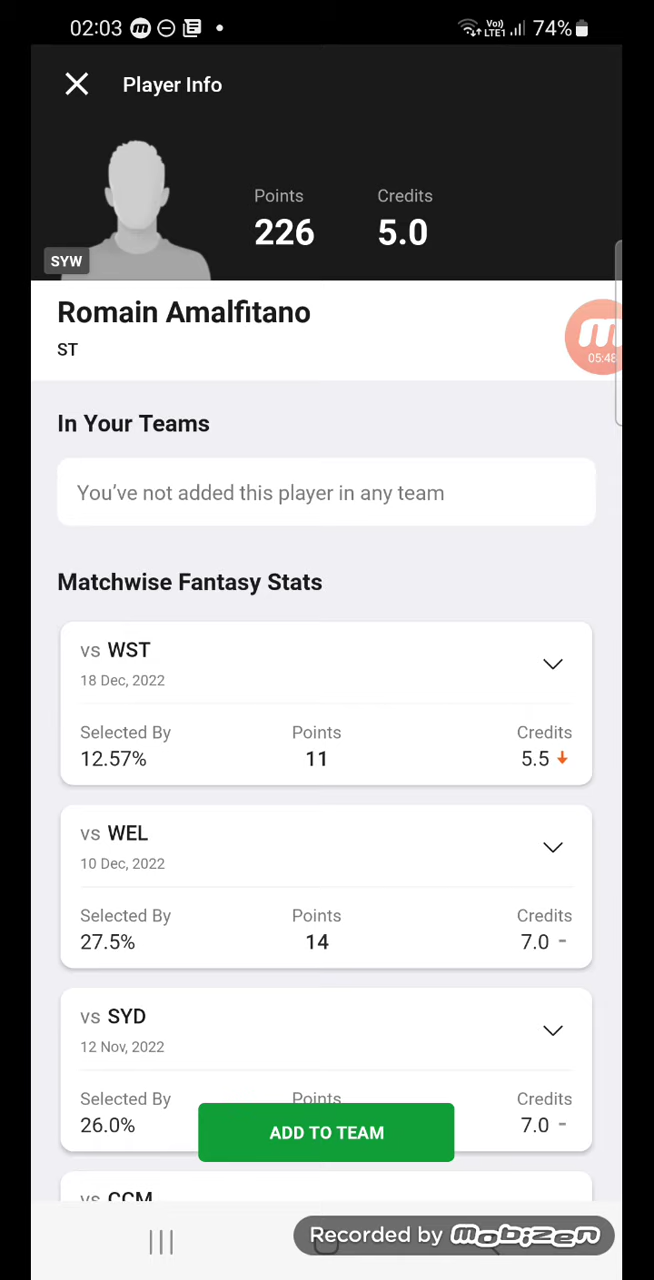 02:03
Vo)) LTE1 74%
Player Info
Points Credits
226 5.0
SYW
Romain Amalfitano
ST
05:48
In Your Teams
You've not added this player in any team
Matchwise Fantasy Stats
vs WST
18 Dec, 2022
Selected By Points Credits
12.57% 11 5.5
vs WEL
10 Dec, 2022
Selected By Points Credits
27.5% 14 7.0 -
vs SYD
12 Nov, 2022
Selected By Points Credits
26.0% 7.0 -
ADD TO TEAM
vs CCM
Recorded by mobizen